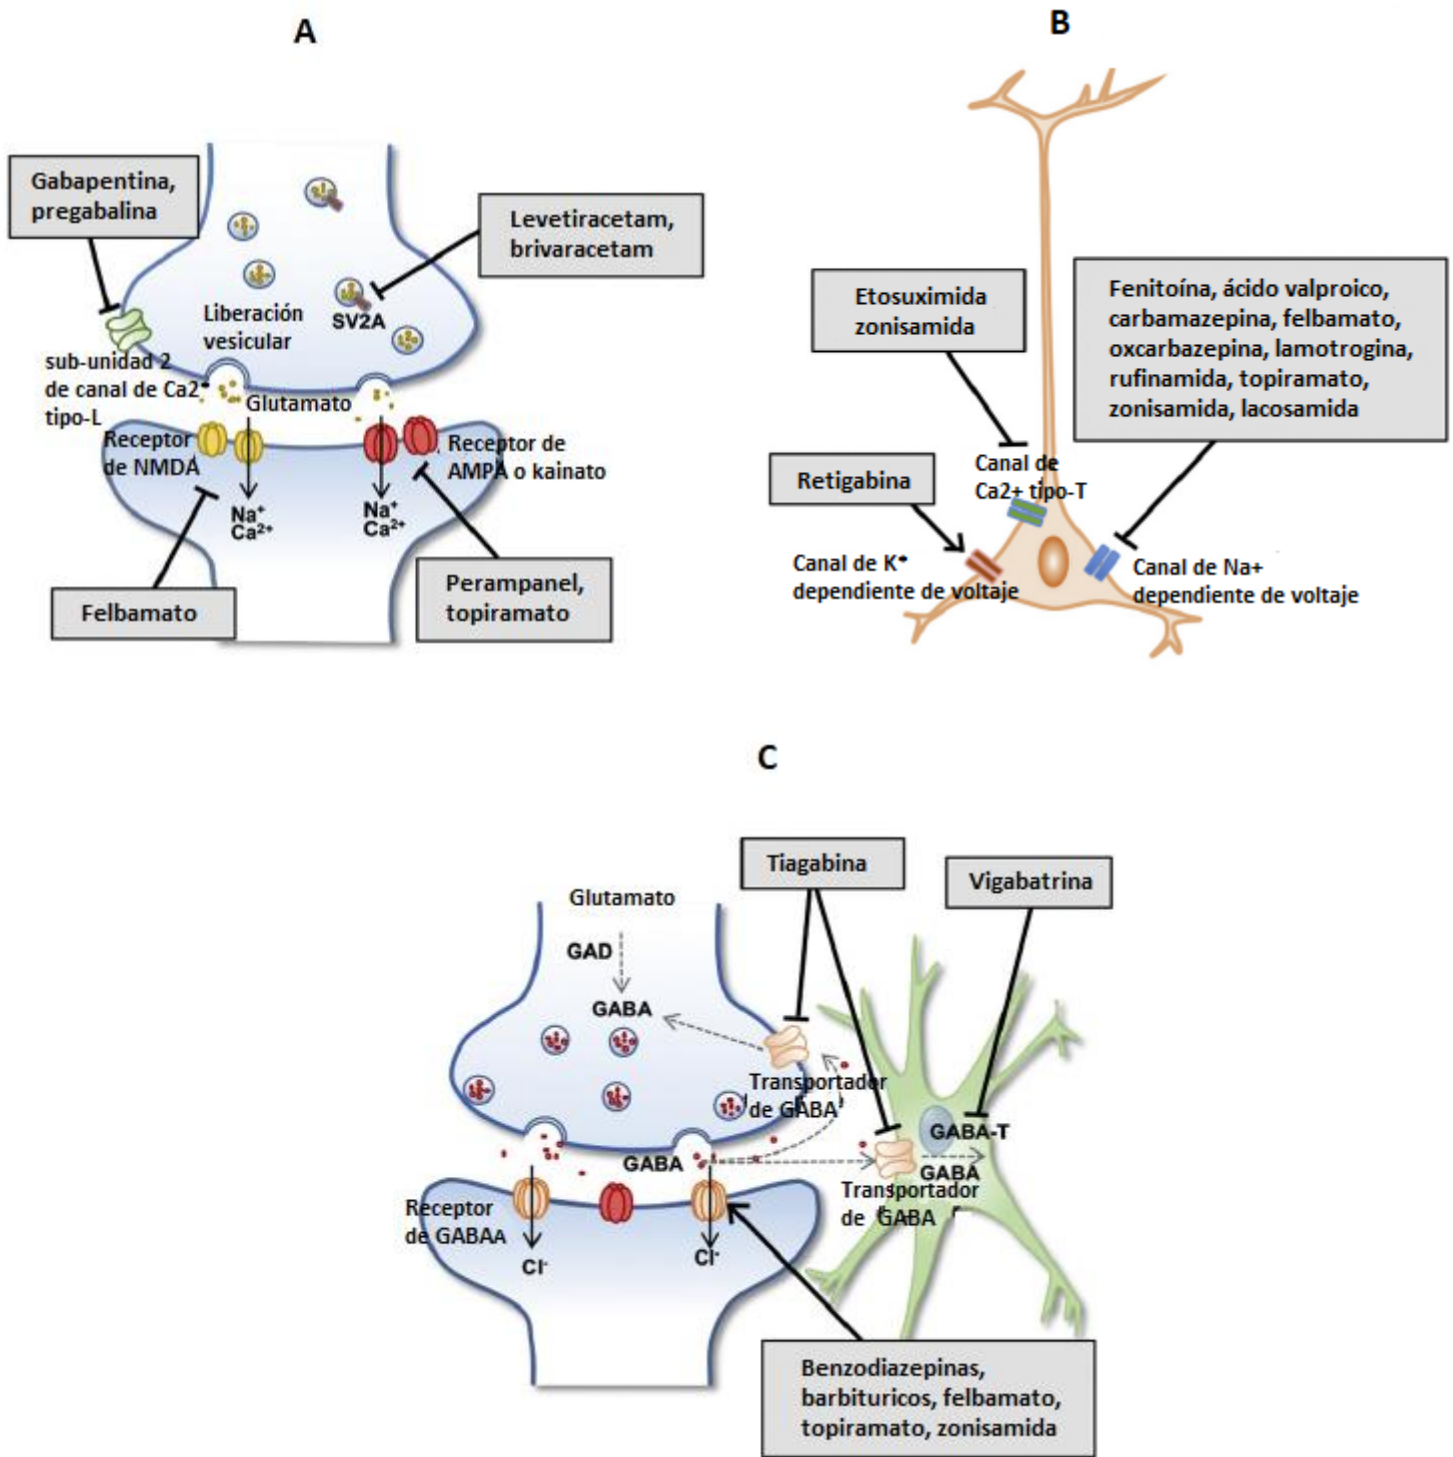 A
Gabapentina,
pregabalina
Levetiracetam,
brivaracetam
Liberación
vesicular
SV2A
sub-unidad 2
de canal de Ca2+
tipo-L
Glutamato
Receptor
de NMDA
Receptor de
AMPA o kainato
Na+
Ca2+
Na+
Ca2+
Felbamato
Perampanel,
topiramato
B
Etosuximida
zonisamida
Fenitoína, ácido valproico,
carbamazepina, felbamato,
oxcarbazepina, lamotrogina,
rufinamida, topiramato,
zonisamida, lacosamida
Retigabina
Canal de
Ca2+ tipo-T
Canal de K+
dependiente de voltaje
Canal de Na+
dependiente de voltaje
C
Tiagabina
Vigabatrina
Glutamato
GAD
GABA
Transportador
de GABA
GABA-T
GABA
GABA
Transportador
de GABA
Receptor
de GABAA
Cl-
Cl-
Benzodiazepinas,
barbituricos, felbamato,
topiramato, zonisamida